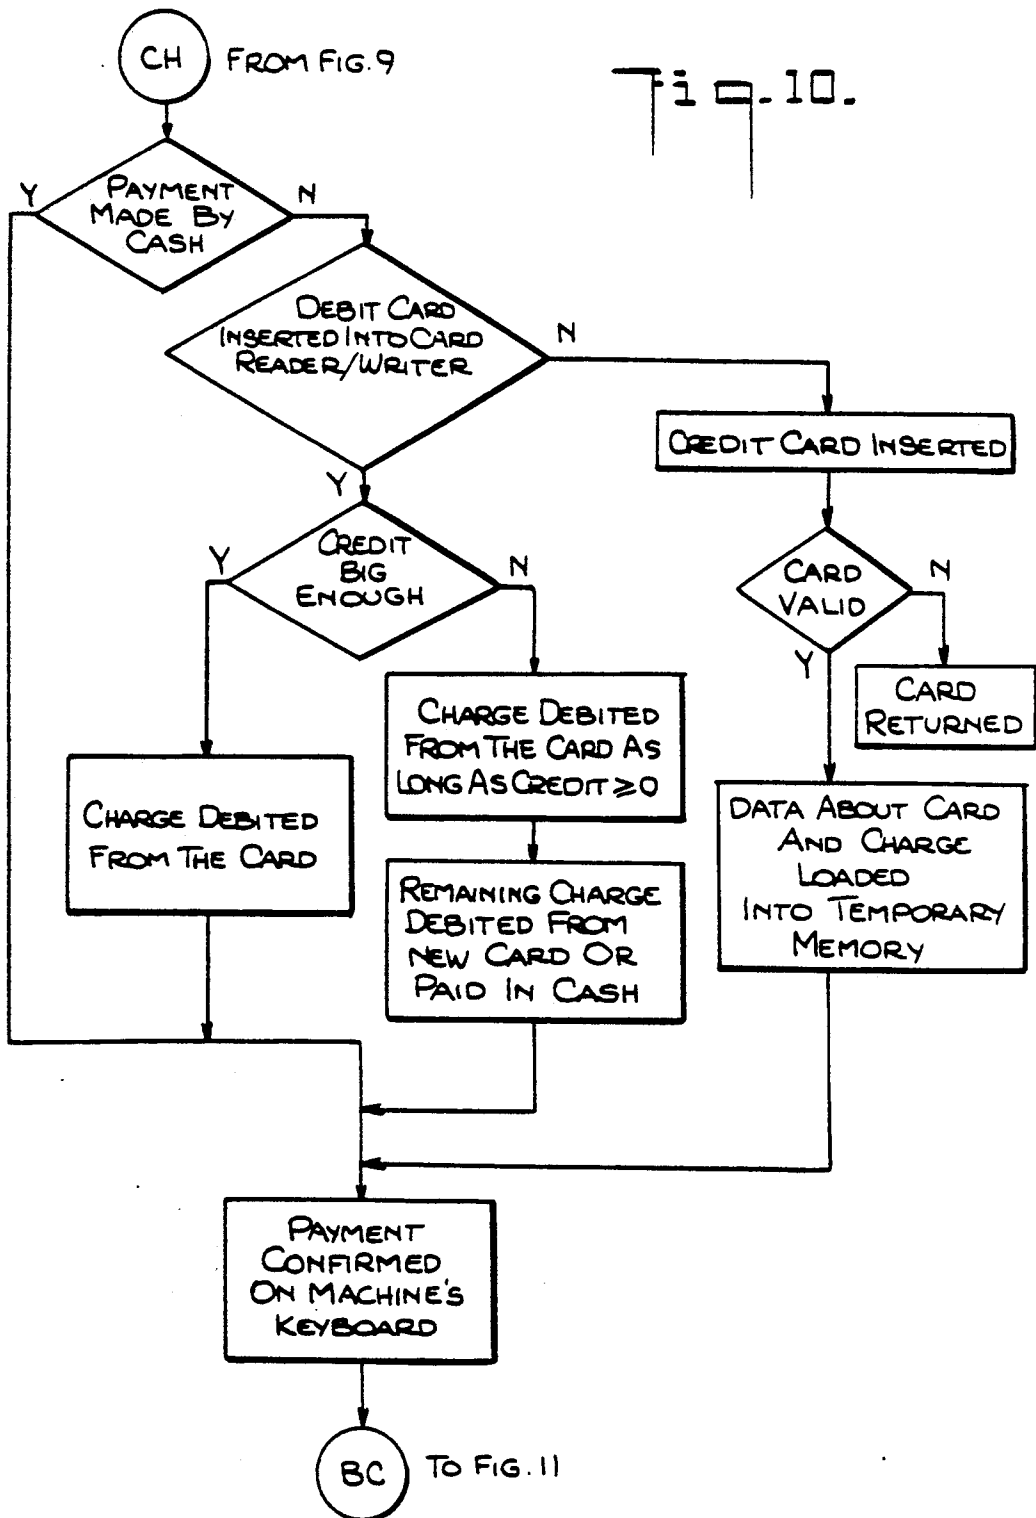 CH FROM FIG. 9
Fig. 10.
Y
PAYMENT
MADE BY
CASH
N
DEBIT CARD
INSERTED INTO CARD
READER/WRITER
N
Y
CREDIT CARD INSERTED
Y
CREDIT
BIG
ENOUGH
N
CARD
VALID
N
Y
CARD
RETURNED
CHARGE DEBITED
FROM THE CARD AS
LONG AS CREDIT ≥ 0
CHARGE DEBITED
FROM THE CARD
DATA ABOUT CARD
AND CHARGE
LOADED
INTO TEMPORARY
MEMORY
REMAINING CHARGE
DEBITED FROM
NEW CARD OR
PAID IN CASH
PAYMENT
CONFIRMED
ON MACHINE'S
KEYBOARD
BC TO FIG. 11